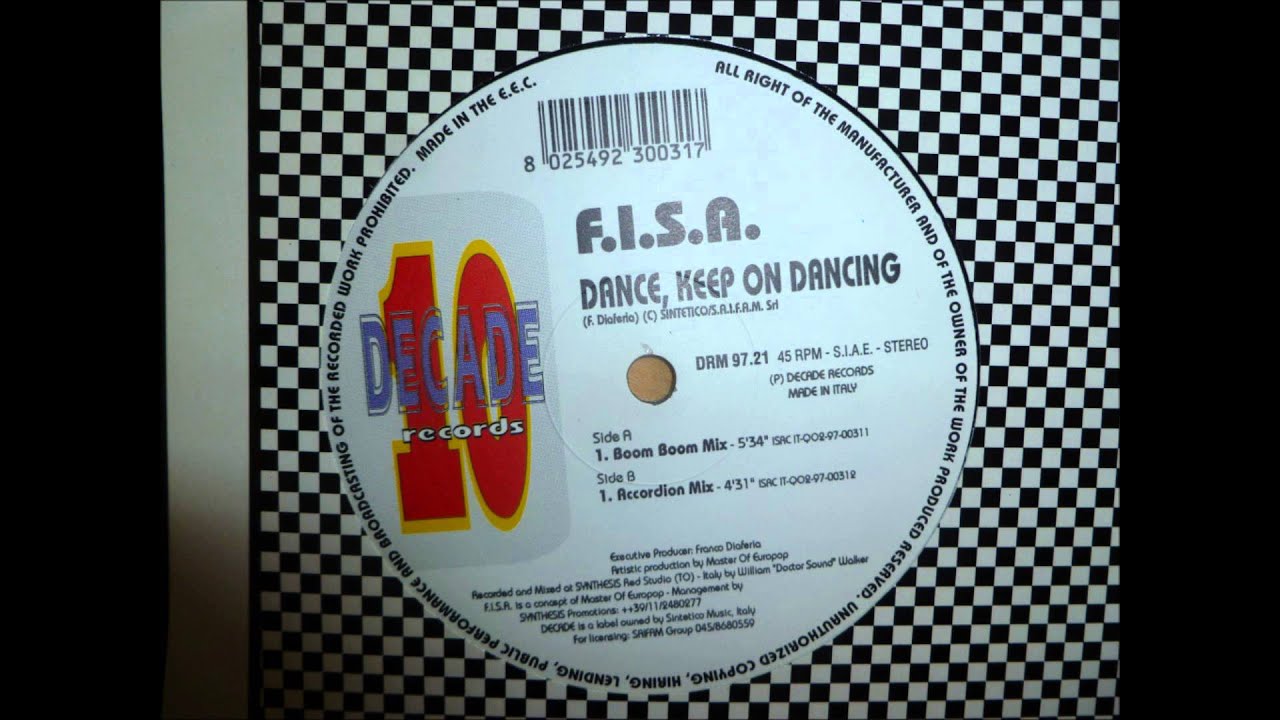 ALL RIGHT OF THE MANUFACTURER AND OF THE OWNER OF THE WORK PRODUCED RESERVED. UNAUTHORIZED COPYING, HIRING, LENDING, PUBLIC PERFORMANCE AND BROADCASTING OF THE RECORDED WORK PROHIBITED. MADE IN THE E.E.C.
8 025492 300317
F.I.S.A.
DANCE, KEEP ON DANCING
(F. Diaferia) (C) SINTETICO/S.A.I.F.A.M. Srl
10
DECADE
records
DRM 97.21 45 RPM - S.I.A.E. - STEREO
(P) DECADE RECORDS
MADE IN ITALY
Side A
1. Boom Boom Mix - 5'34" ISRC IT-QO2-97-00311
Side B
1. Accordion Mix - 4'31" ISRC IT-QO2-97-00312
Executive Producer: Franco Diaferia
Artistic production by Master Of Europop
Recorded and Mixed at SYNTHESIS Red Studio (TO) - Italy by William "Doctor Sound" Walker
F.I.S.A. is a concept of Master Of Europop - Management by
SYNTHESIS Promotions: ++39/11/2480277
DECADE is a label owned by Sintetico Music, Italy
For licensing: SAIFAM Group 045/8680559